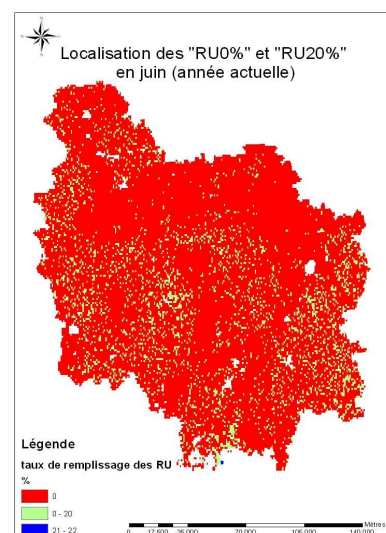 Localisation des "RU0%" et "RU20%"
en juin (année actuelle)
Légende
taux de remplissage des RU
%
0
0 - 20
21 - 22
Mètres
0 17 500 35 000 70 000 105 000 140 000